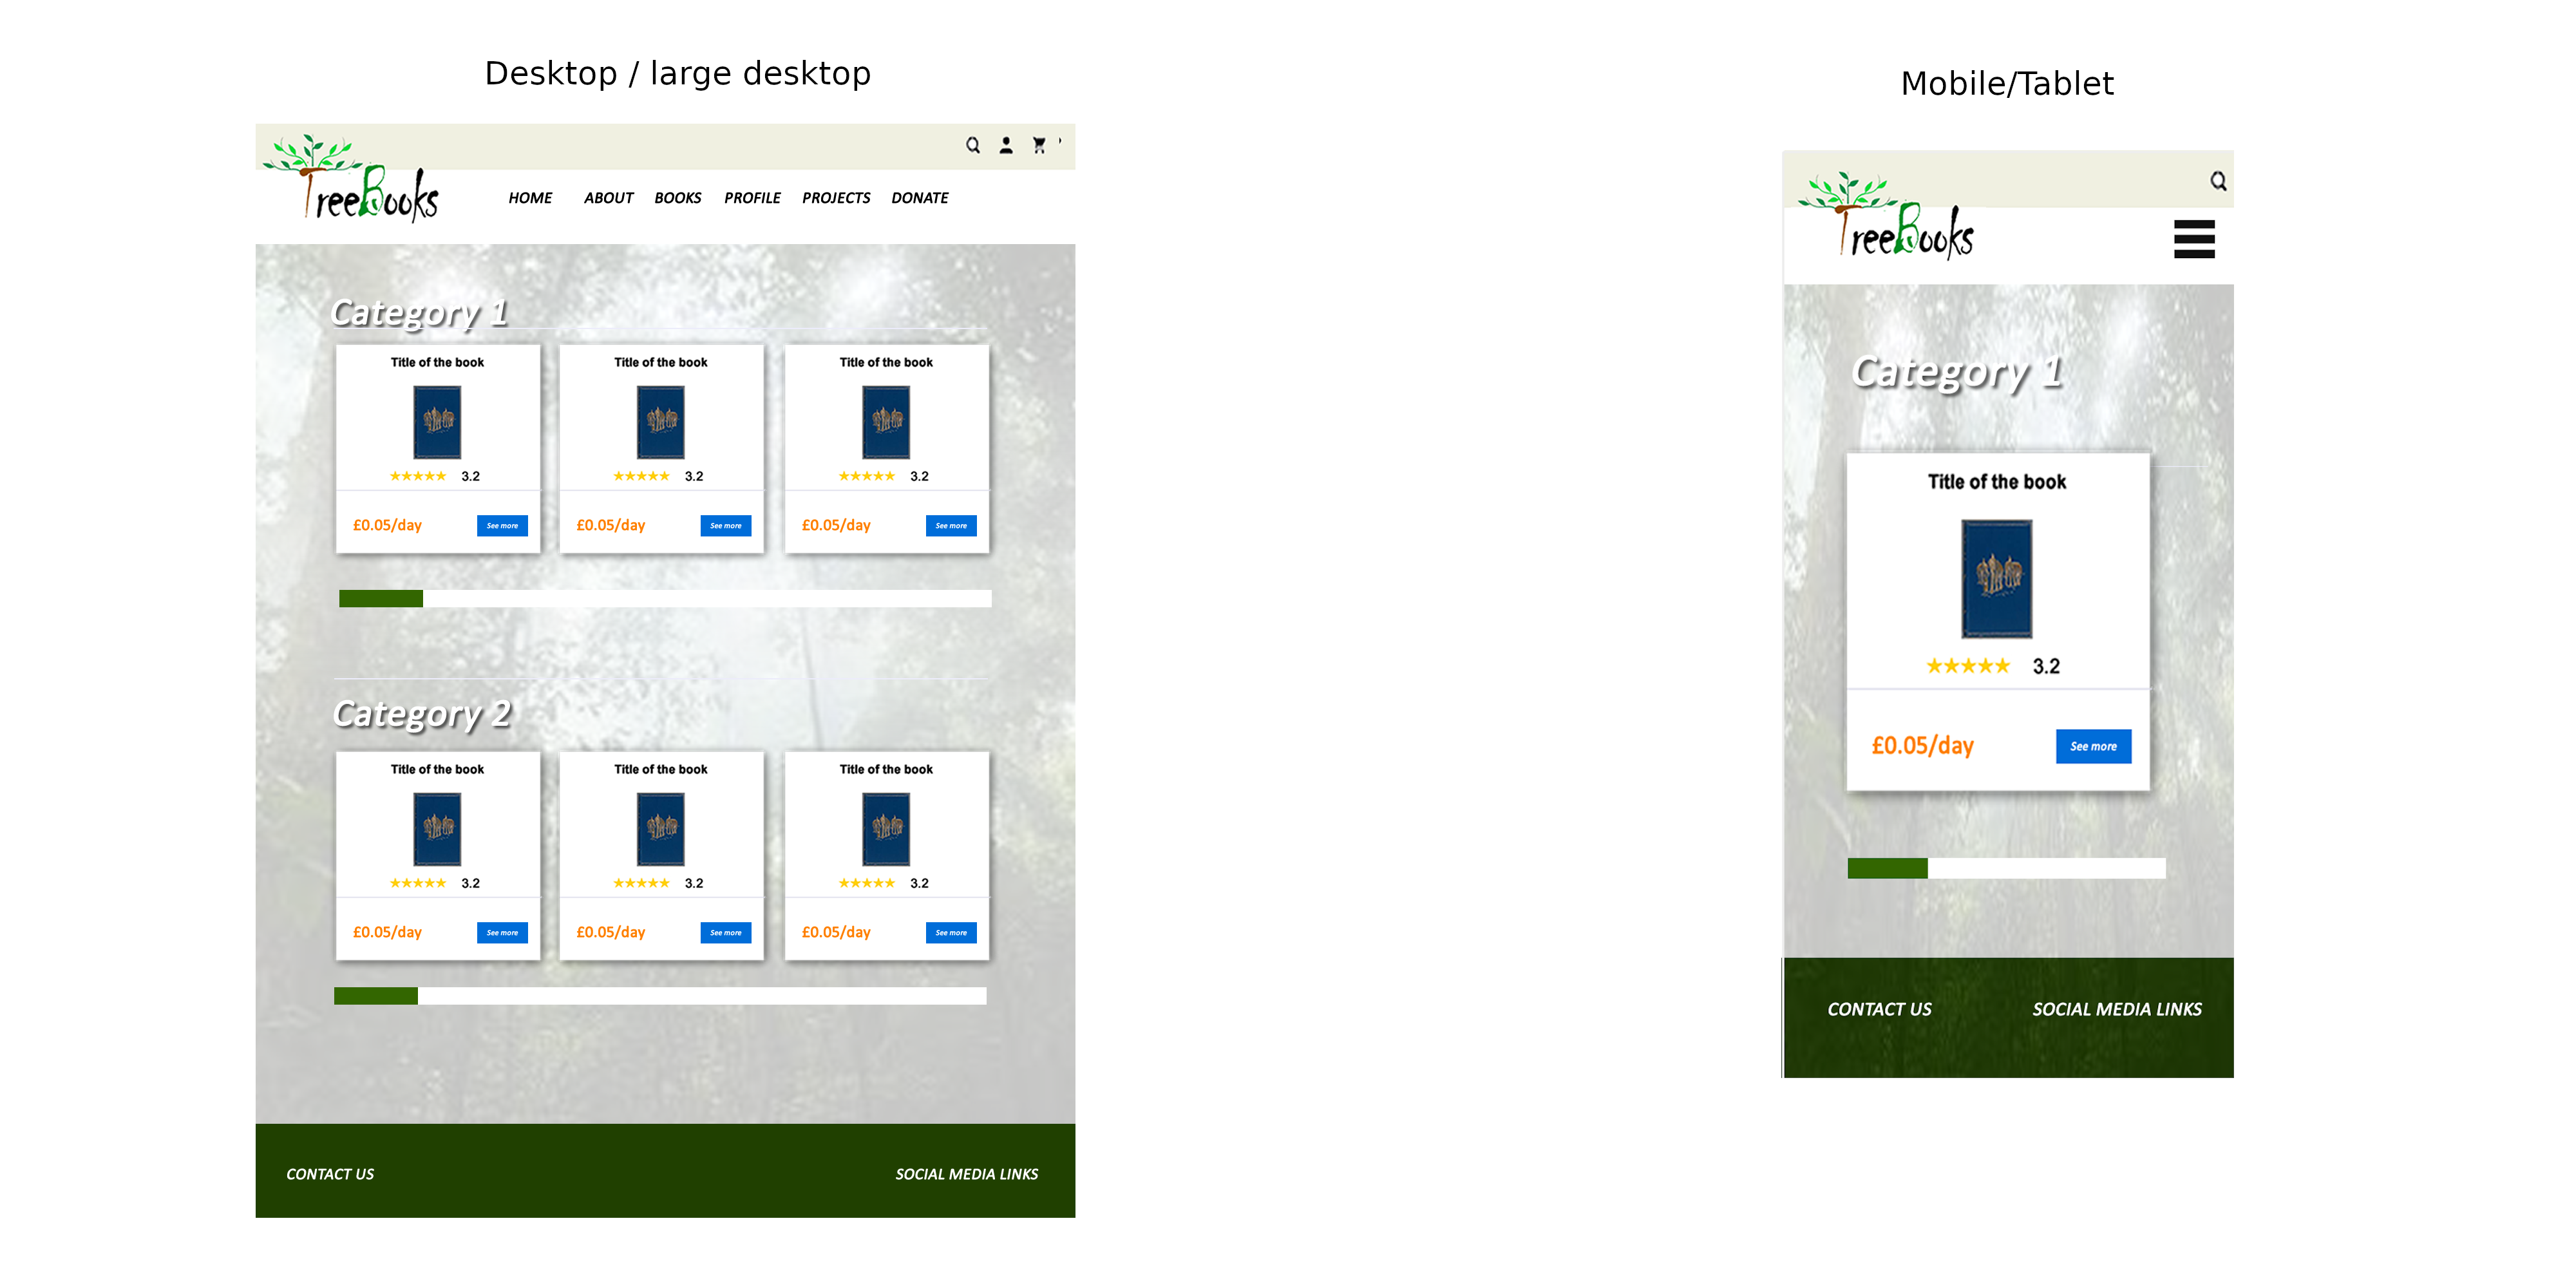 Desktop / large desktop
TreeBooks
HOME ABOUT BOOKS PROFILE PROJECTS DONATE
Category 1
Title of the book Title of the book Title of the book
3.2 3.2 3.2
£0.05/day See more £0.05/day See more £0.05/day See more
Category 2
Title of the book Title of the book Title of the book
3.2 3.2 3.2
£0.05/day See more £0.05/day See more £0.05/day See more
CONTACT US SOCIAL MEDIA LINKS
Mobile/Tablet
TreeBooks
Category 1
Title of the book
3.2
£0.05/day See more
CONTACT US SOCIAL MEDIA LINKS